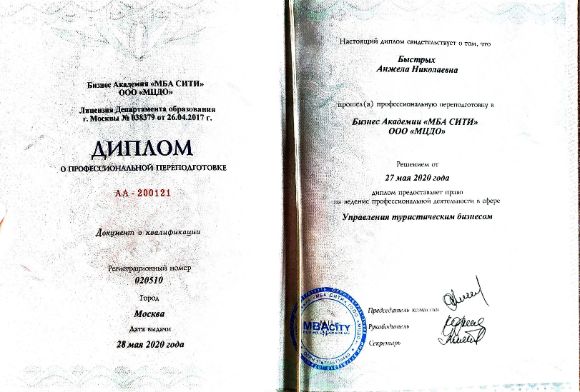 Бизнес Академия «МБА СИТИ»
ООО «МЦДО»
Лицензия Департамента образования
г. Москвы № 038379 от 26.04.2017 г.
ДИПЛОМ
О ПРОФЕССИОНАЛЬНОЙ ПЕРЕПОДГОТОВКЕ
АА - 200121
Документ о квалификации
Регистрационный номер
020510
Город
Москва
Дата выдачи
28 мая 2020 года
Настоящий диплом свидетельствует о том, что
Быстрых
Анжела Николаевна
прошел(а) профессиональную переподготовку в
Бизнес Академии «МБА СИТИ»
ООО «МЦДО»
Решением от
27 мая 2020 года
диплом предоставляет право
на ведение профессиональной деятельности в сфере
Управления туристическим бизнесом
Председатель комиссии
Руководитель
Секретарь
MBA CITY